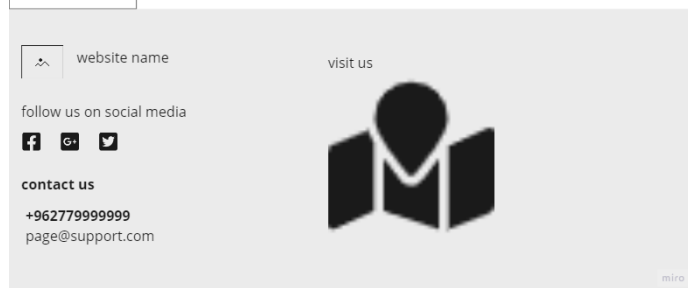 website name
follow us on social media
G+
contact us
+962779999999
page@support.com
visit us
miro